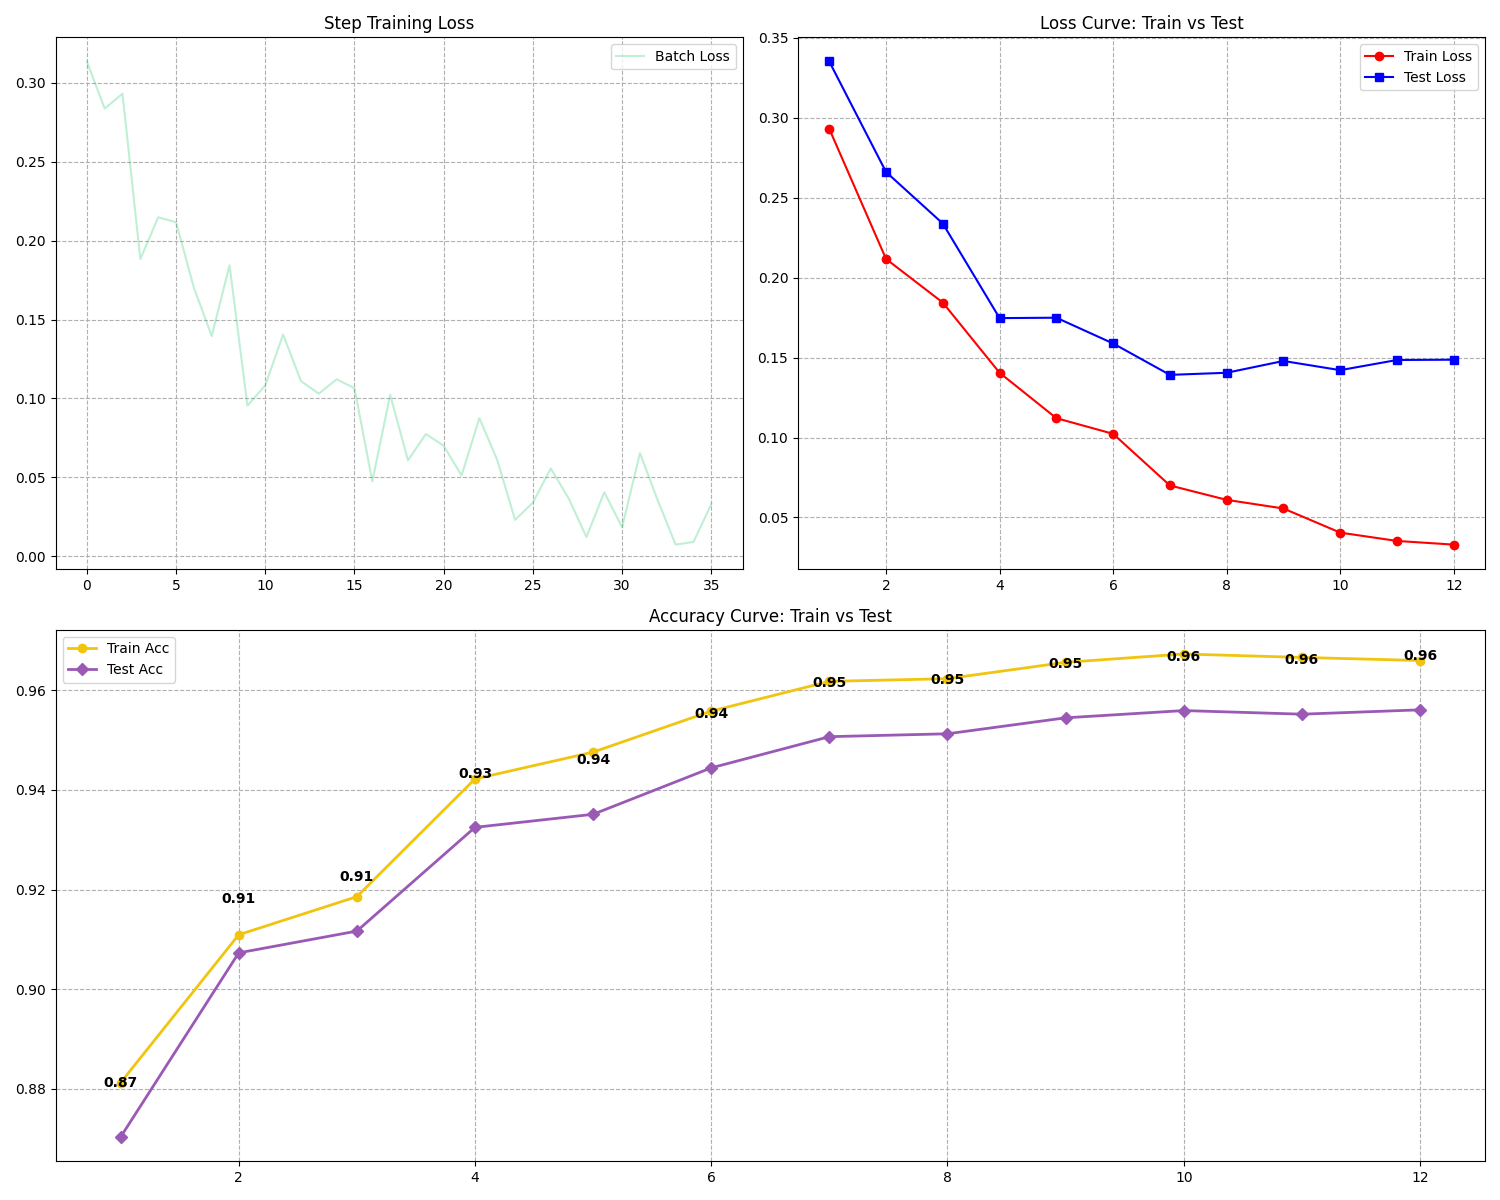 Step Training Loss
Batch Loss
0.30
0.25
0.20
0.15
0.10
0.05
0.00
0 5 10 15 20 25 30 35
Loss Curve: Train vs Test
Train Loss
Test Loss
0.35
0.30
0.25
0.20
0.15
0.10
0.05
2 4 6 8 10 12
Accuracy Curve: Train vs Test
Train Acc
Test Acc
0.96
0.94
0.92
0.90
0.88
0.87 0.91 0.91 0.93 0.94 0.94 0.95 0.95 0.95 0.96 0.96 0.96
2 4 6 8 10 12